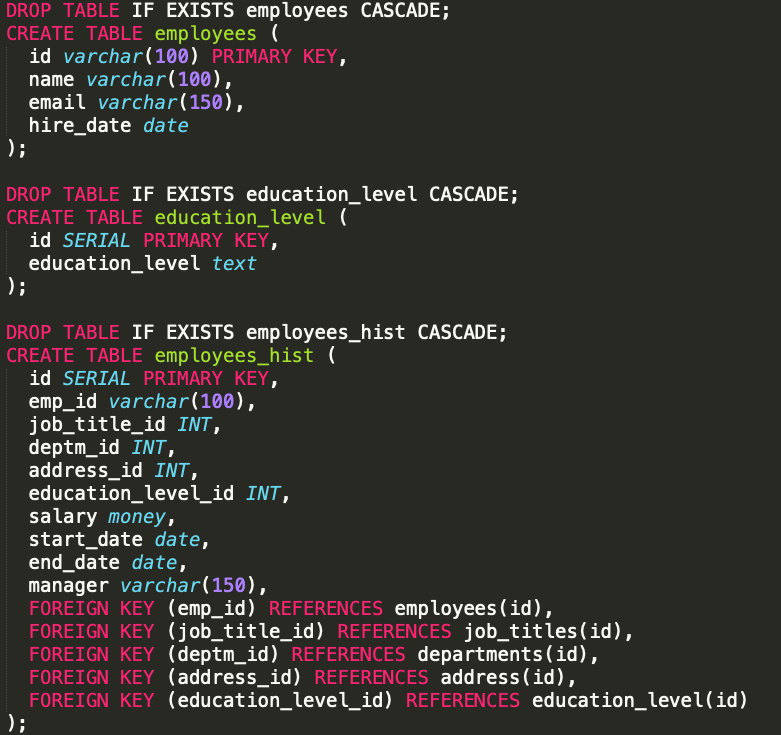 DROP TABLE IF EXISTS employees CASCADE;
CREATE TABLE employees (
  id varchar(100) PRIMARY KEY,
  name varchar(100),
  email varchar(150),
  hire_date date
);

DROP TABLE IF EXISTS education_level CASCADE;
CREATE TABLE education_level (
  id SERIAL PRIMARY KEY,
  education_level text
);

DROP TABLE IF EXISTS employees_hist CASCADE;
CREATE TABLE employees_hist (
  id SERIAL PRIMARY KEY,
  emp_id varchar(100),
  job_title_id INT,
  deptm_id INT,
  address_id INT,
  education_level_id INT,
  salary money,
  start_date date,
  end_date date,
  manager varchar(150),
  FOREIGN KEY (emp_id) REFERENCES employees(id),
  FOREIGN KEY (job_title_id) REFERENCES job_titles(id),
  FOREIGN KEY (deptm_id) REFERENCES departments(id),
  FOREIGN KEY (address_id) REFERENCES address(id),
  FOREIGN KEY (education_level_id) REFERENCES education_level(id)
);